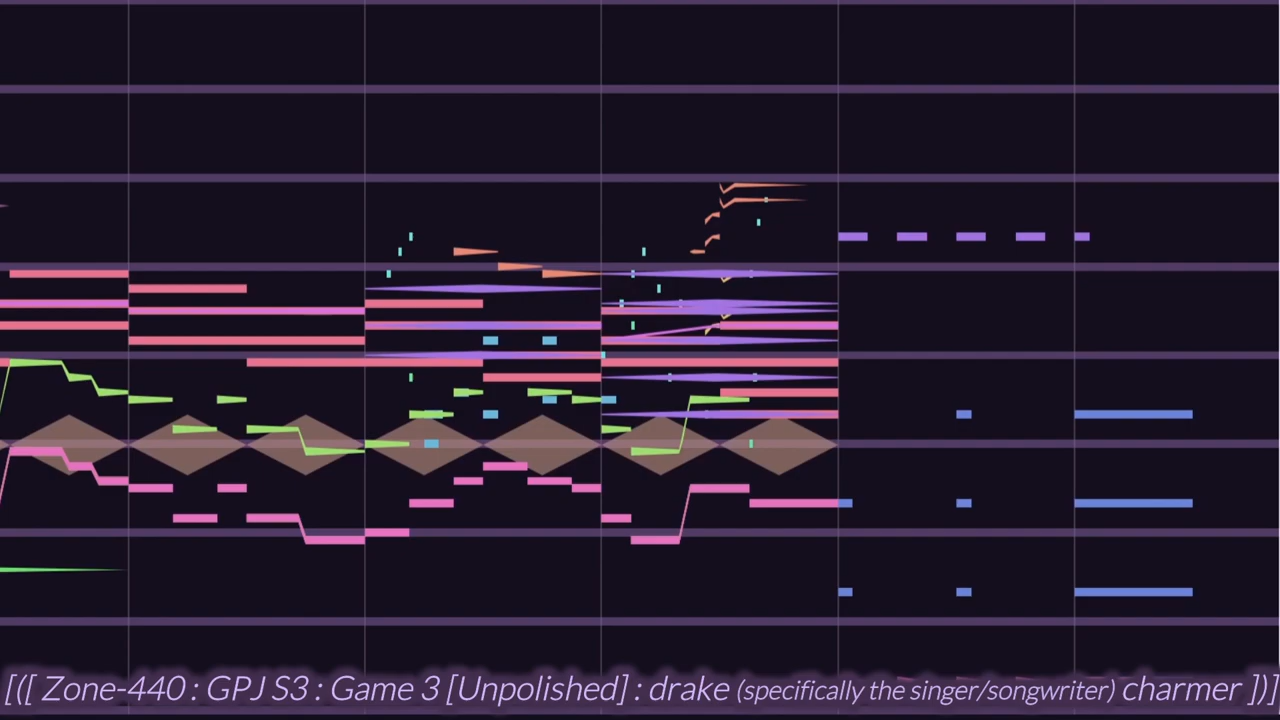 [([ Zone-440 : GPJ S3 : Game 3 [Unpolished] : drake (specifically the singer/songwriter) charmer ])]